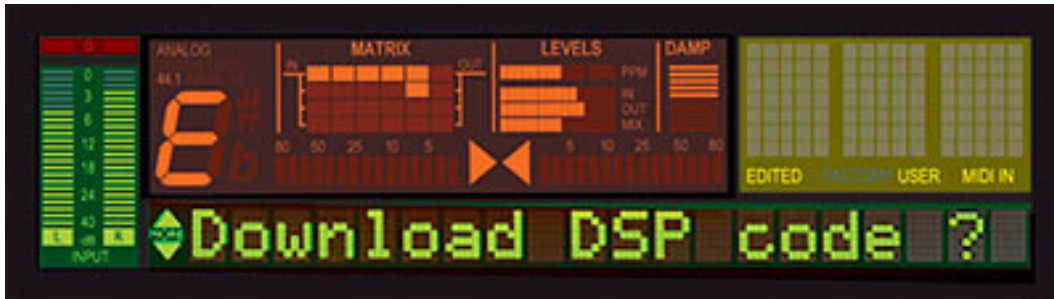 ANALOG MATRIX LEVELS DAMP
44.1 IN OUT PPM
IN
OUT
MIX
E # b
80 50 25 10 5 5 10 25 50 80
0
3
6
12
18
24
40
-dB
L R
INPUT
EDITED FACTORY USER MIDI IN
Download DSP code ?